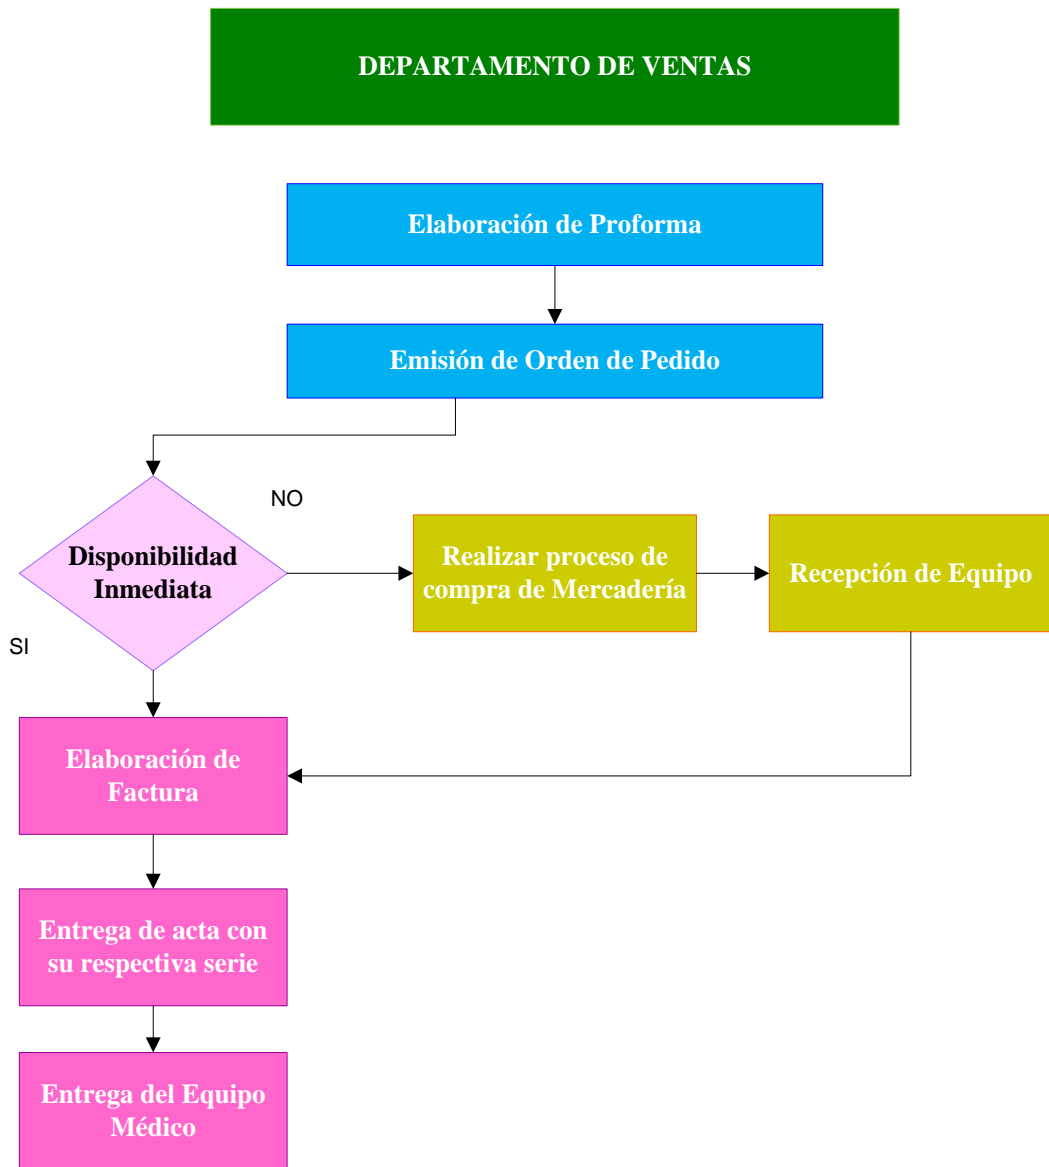 DEPARTAMENTO DE VENTAS
Elaboración de Proforma
Emisión de Orden de Pedido
NO
Disponibilidad
Inmediata
Realizar proceso de
compra de Mercadería
Recepción de Equipo
SI
Elaboración de
Factura
Entrega de acta con
su respectiva serie
Entrega del Equipo
Médico